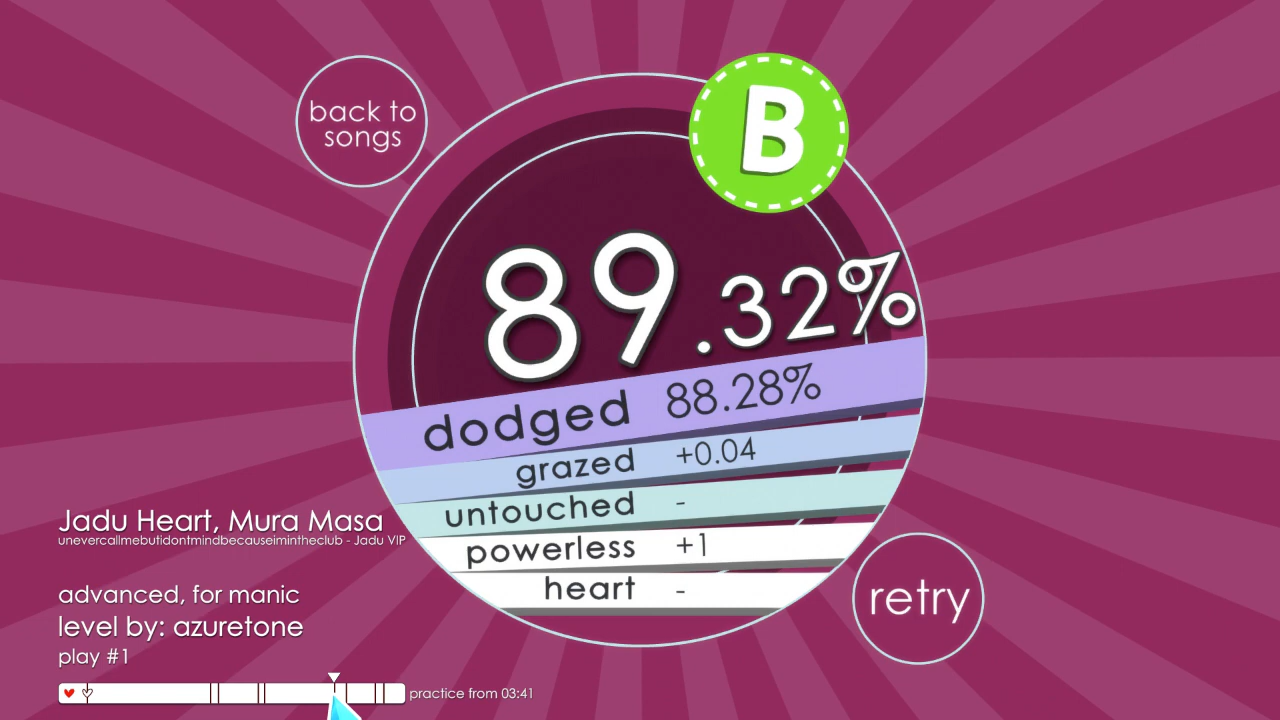 back to
songs
B
89.32%
dodged 88.28%
grazed +0.04
untouched -
powerless +1
heart -
Jadu Heart, Mura Masa
unevercallmebutidontmindbecauseimintheclub - Jadu VIP
advanced, for manic
level by: azuretone
play #1
practice from 03:41
retry